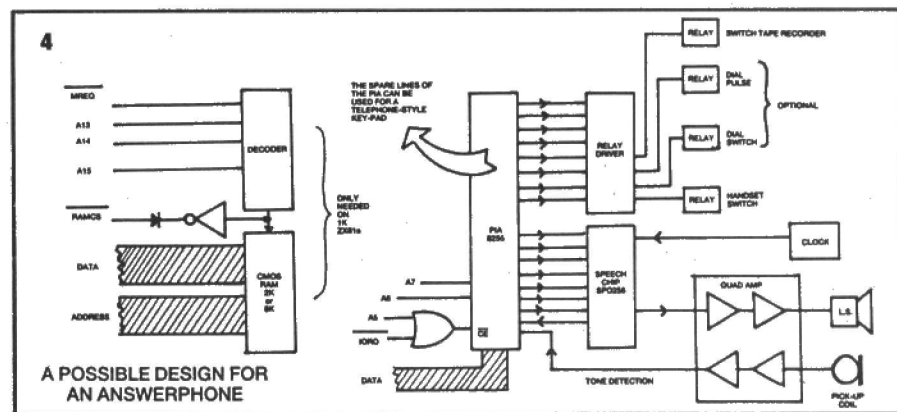 4
MREQ
A13
A14
A15
DECODER
RAMCS
DATA
ADDRESS
CMOS
RAM
2K
or
8K
ONLY
NEEDED
ON
1K
ZX81s
A POSSIBLE DESIGN FOR
AN ANSWERPHONE
THE SPARE LINES OF
THE PIA CAN BE
USED FOR A
TELEPHONE-STYLE
KEY-PAD
PIA
8255
A7
A6
A5
IORQ
CE
DATA
RELAY
DRIVER
RELAY
SWITCH TAPE RECORDER
RELAY
DIAL
PULSE
OPTIONAL
RELAY
DIAL
SWITCH
RELAY
HANDSET
SWITCH
SPEECH
CHIP
SPO256
CLOCK
QUAD AMP
L.S.
TONE DETECTION
PICK-UP
COIL